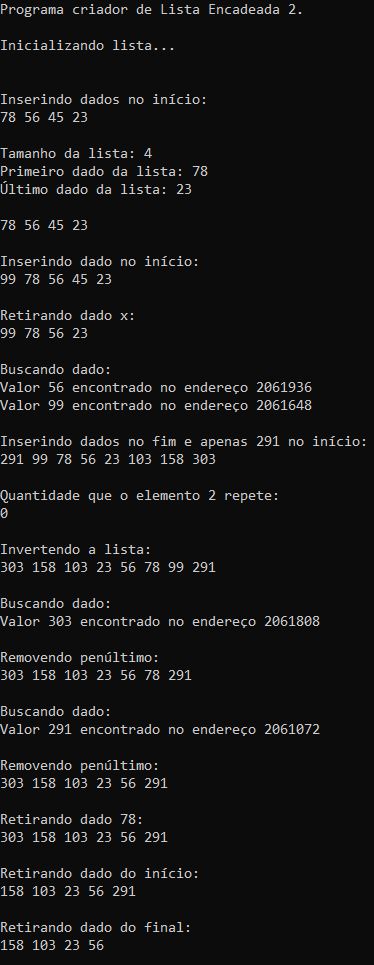 Programa criador de Lista Encadeada 2.
Inicializando lista...
Inserindo dados no início:
78 56 45 23
Tamanho da lista: 4
Primeiro dado da lista: 78
Último dado da lista: 23
78 56 45 23
Inserindo dado no início:
99 78 56 45 23
Retirando dado x:
99 78 56 23
Buscando dado:
Valor 56 encontrado no endereço 2061936
Valor 99 encontrado no endereço 2061648
Inserindo dados no fim e apenas 291 no início:
291 99 78 56 23 103 158 303
Quantidade que o elemento 2 repete:
0
Invertendo a lista:
303 158 103 23 56 78 99 291
Buscando dado:
Valor 303 encontrado no endereço 2061808
Removendo penúltimo:
303 158 103 23 56 78 291
Buscando dado:
Valor 291 encontrado no endereço 2061072
Removendo penúltimo:
303 158 103 23 56 291
Retirando dado 78:
303 158 103 23 56 291
Retirando dado do início:
158 103 23 56 291
Retirando dado do final:
158 103 23 56